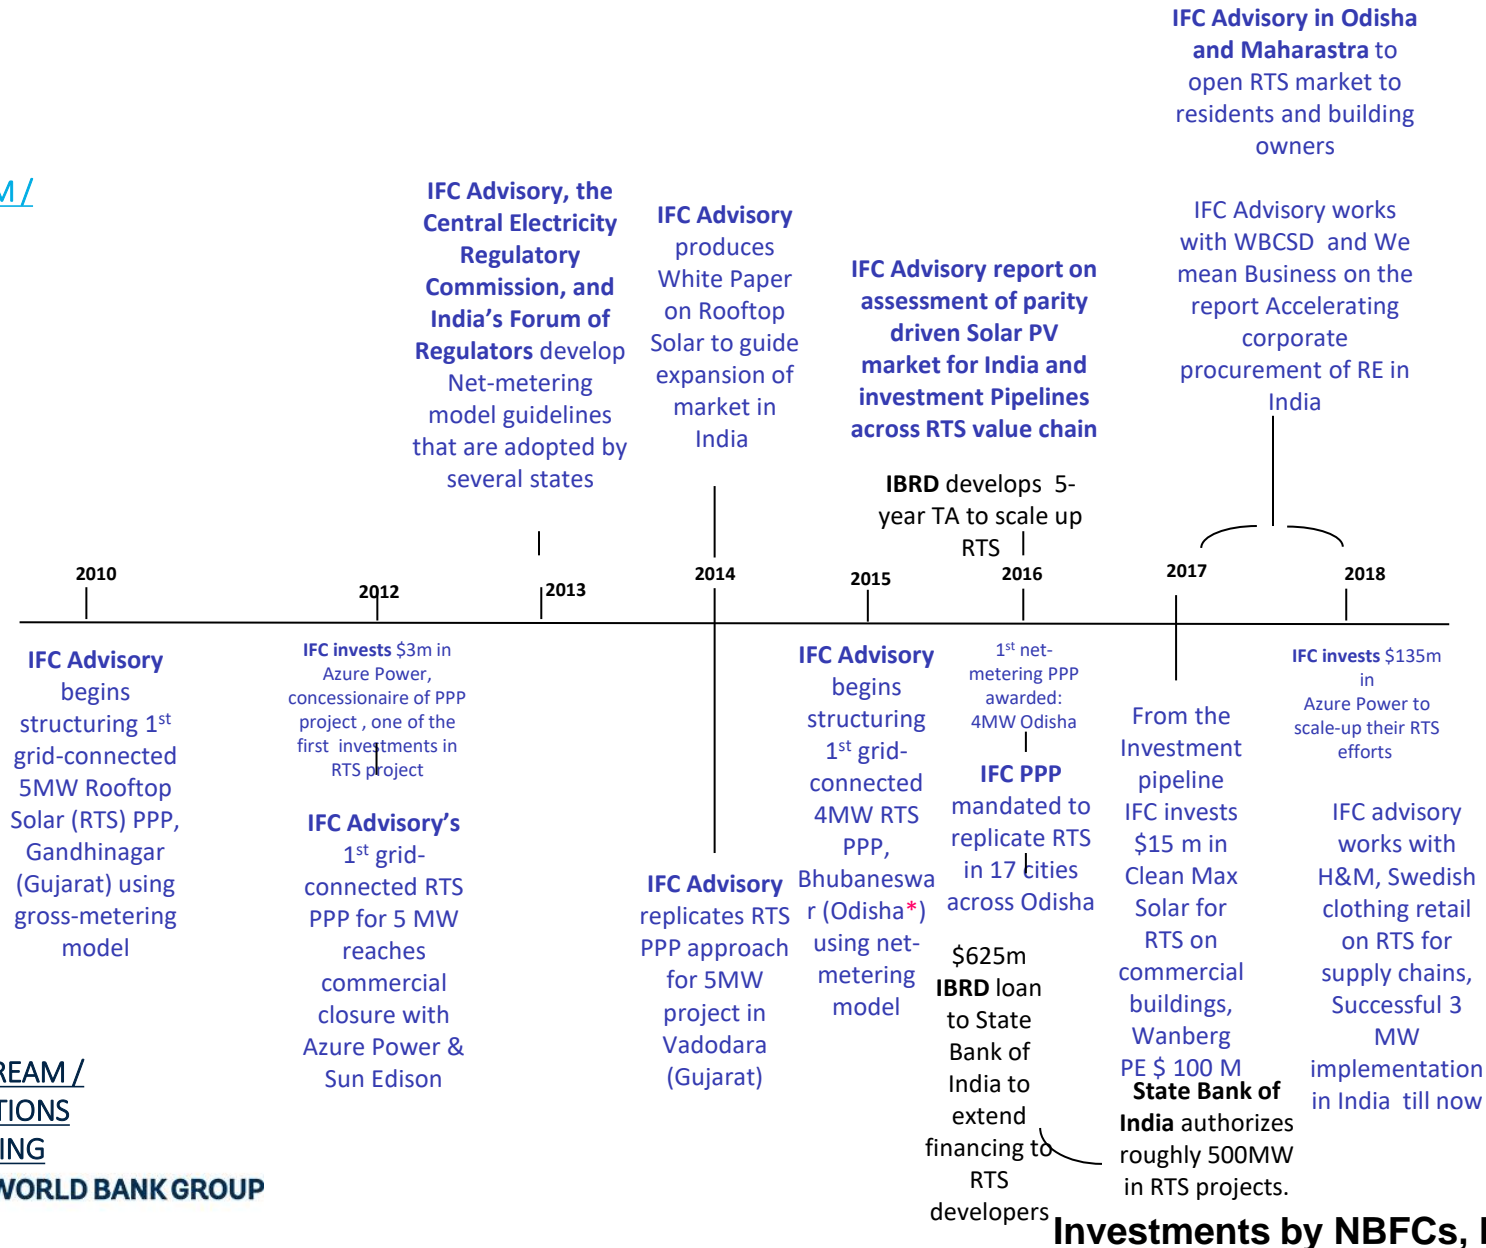 IFC Advisory in Odisha
and Maharastra to
open RTS market to
residents and building
owners
M /
IFC Advisory, the
Central Electricity
Regulatory
Commission, and
India's Forum of
Regulators develop
Net-metering
model guidelines
that are adopted by
several states
IFC Advisory
produces
White Paper
on Rooftop
Solar to guide
expansion of
market in
India
IFC Advisory report on
assessment of parity
driven Solar PV
market for India and
investment Pipelines
across RTS value chain
IBRD develops 5-
year TA to scale up
RTS
IFC Advisory works
with WBCSD and We
mean Business on the
report Accelerating
corporate
procurement of RE in
India
2010
2012
2013
2014
2015
2016
2017
2018
IFC Advisory
begins
structuring 1st
grid-connected
5MW Rooftop
Solar (RTS) PPP,
Gandhinagar
(Gujarat) using
gross-metering
model
IFC invests $3m in
Azure Power,
concessionaire of PPP
project , one of the
first investments in
RTS project
IFC Advisory's
1st grid-
connected RTS
PPP for 5 MW
reaches
commercial
closure with
Azure Power &
Sun Edison
IFC Advisory
replicates RTS
PPP approach
for 5MW
project in
Vadodara
(Gujarat)
IFC Advisory
begins
structuring
1st grid-
connected
4MW RTS
PPP,
Bhubaneswa
r (Odisha*)
using net-
metering
model
1st net-
metering PPP
awarded:
4MW Odisha
IFC PPP
mandated to
replicate RTS
in 17 cities
across Odisha
$625m
IBRD loan
to State
Bank of
India to
extend
financing to
RTS
developers
From the
Investment
pipeline
IFC invests
$15 m in
Clean Max
Solar for
RTS on
commercial
buildings,
Wanberg
PE $ 100 M
State Bank of
India authorizes
roughly 500MW
in RTS projects.
IFC invests $135m
in
Azure Power to
scale-up their RTS
efforts
IFC advisory
works with
H&M, Swedish
clothing retail
on RTS for
supply chains,
Successful 3
MW
implementation
in India till now
REAM /
TIONS
ING
WORLD BANK GROUP
Investments by NBFCs,